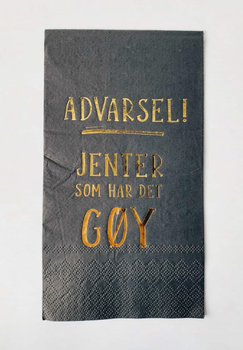 ADVARSEL!
JENTER
SOM HAR DET
GØY